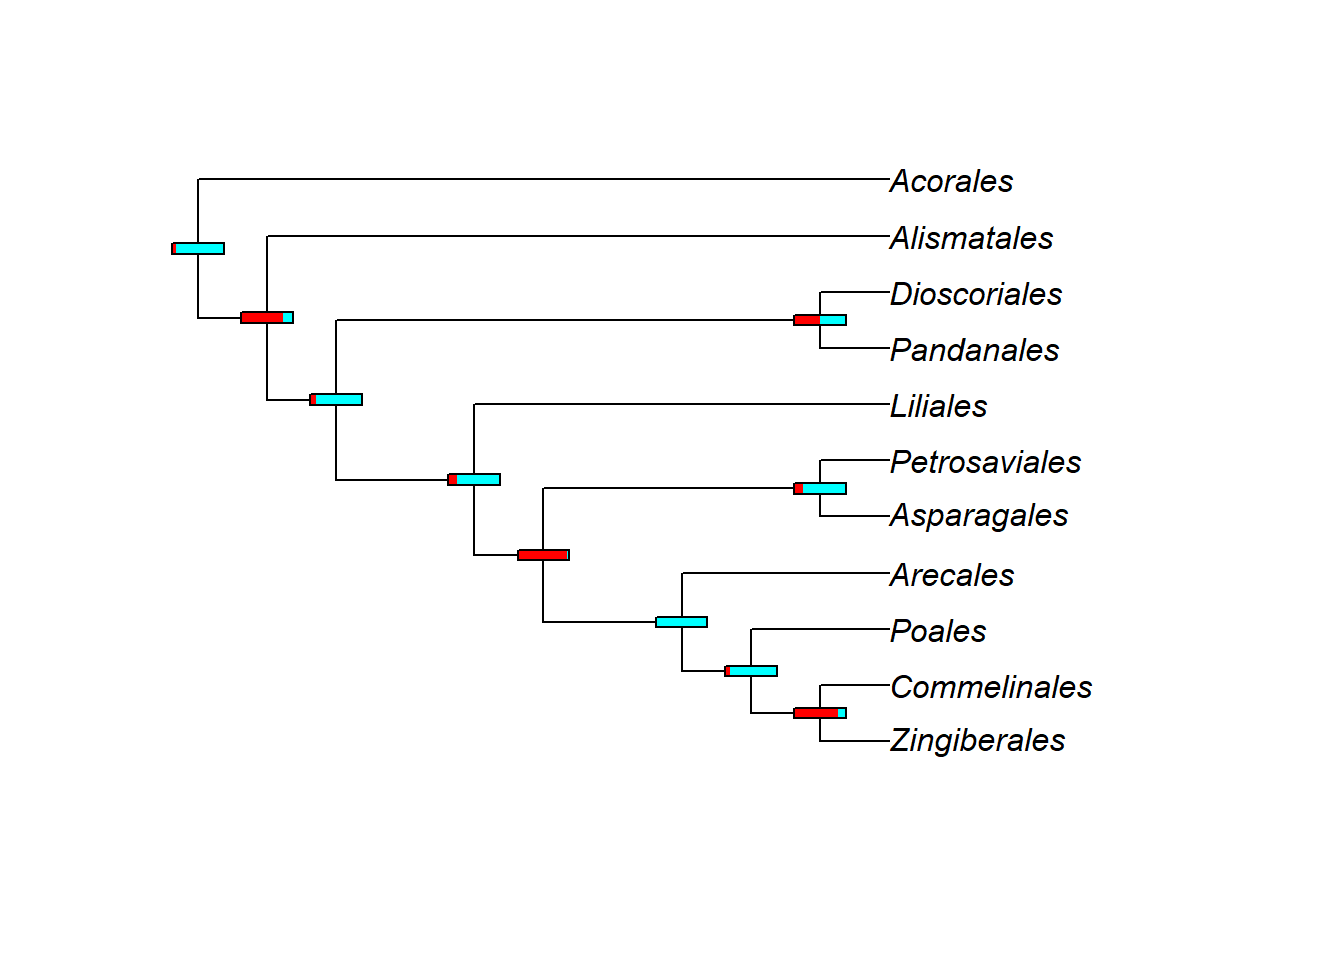 Acorales
Alismatales
Dioscoriales
Pandanales
Liliales
Petrosaviales
Asparagales
Arecales
Poales
Commelinales
Zingiberales